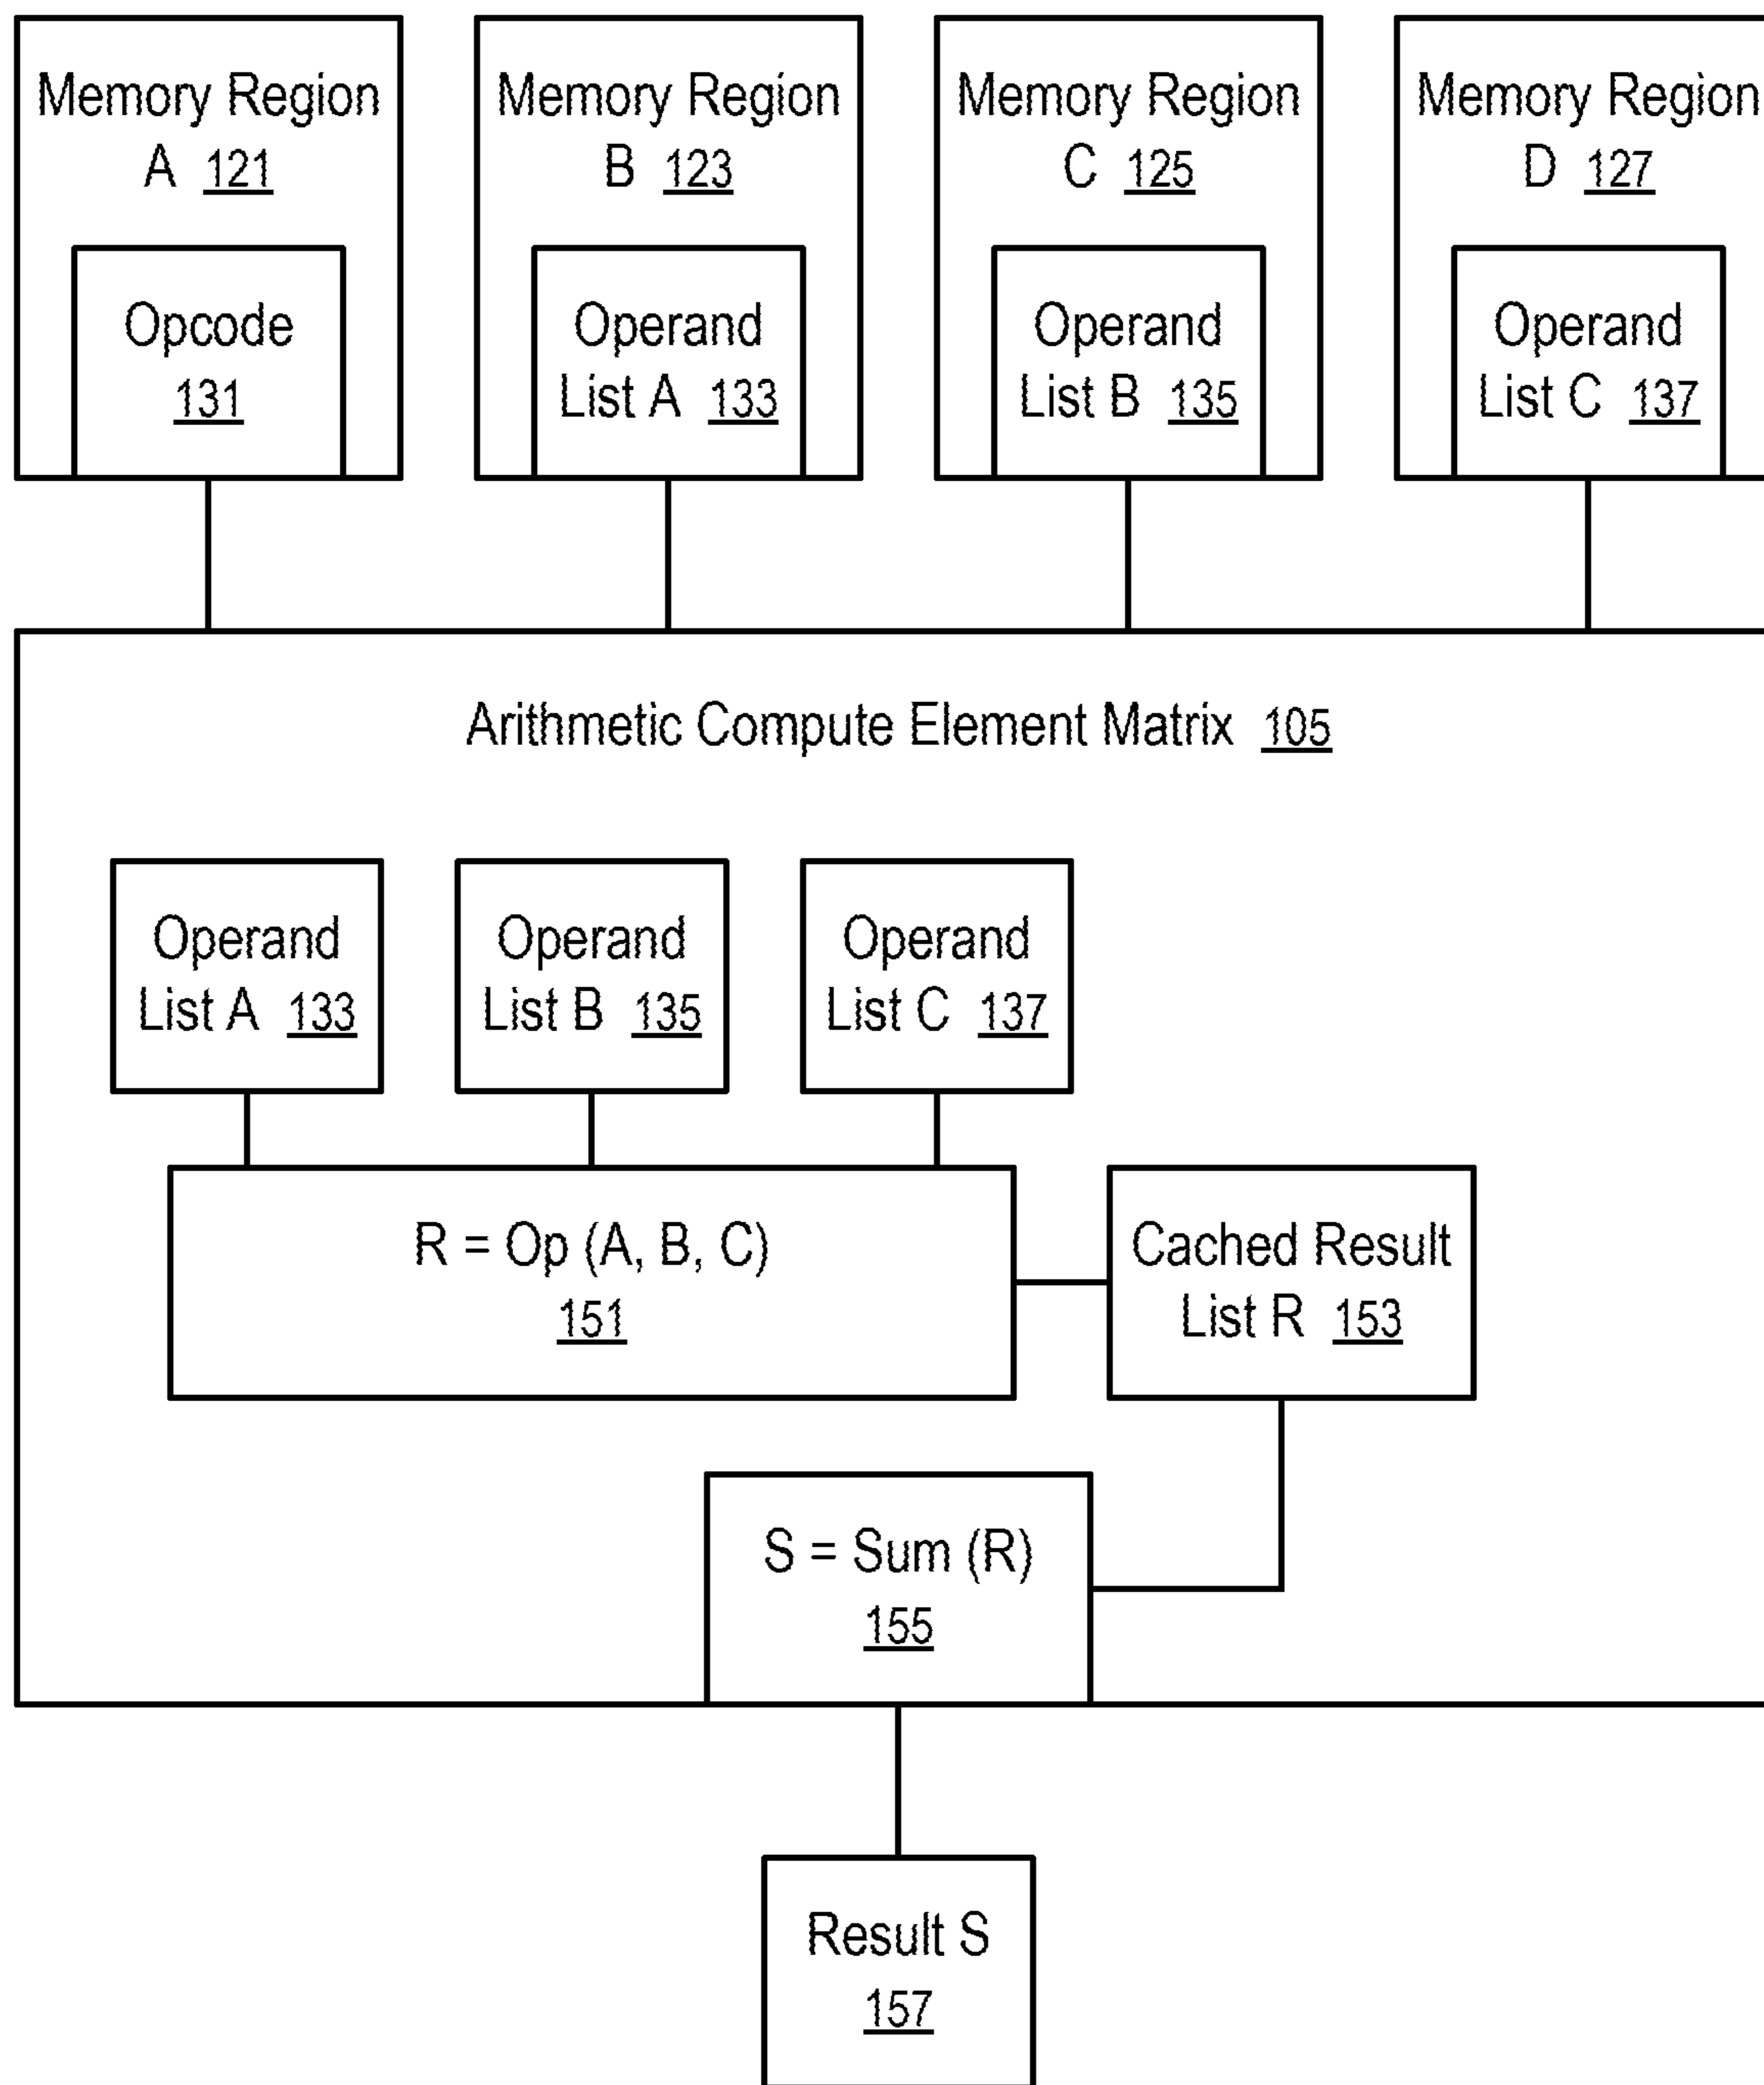 Memory Region
A 121
Opcode
131
Memory Region
B 123
Operand
List A 133
Memory Region
C 125
Operand
List B 135
Memory Region
D 127
Operand
List C 137
Arithmetic Compute Element Matrix 105
Operand
List A 133
Operand
List B 135
Operand
List C 137
R = Op (A, B, C)
151
Cached Result
List R 153
S = Sum (R)
155
Result S
157